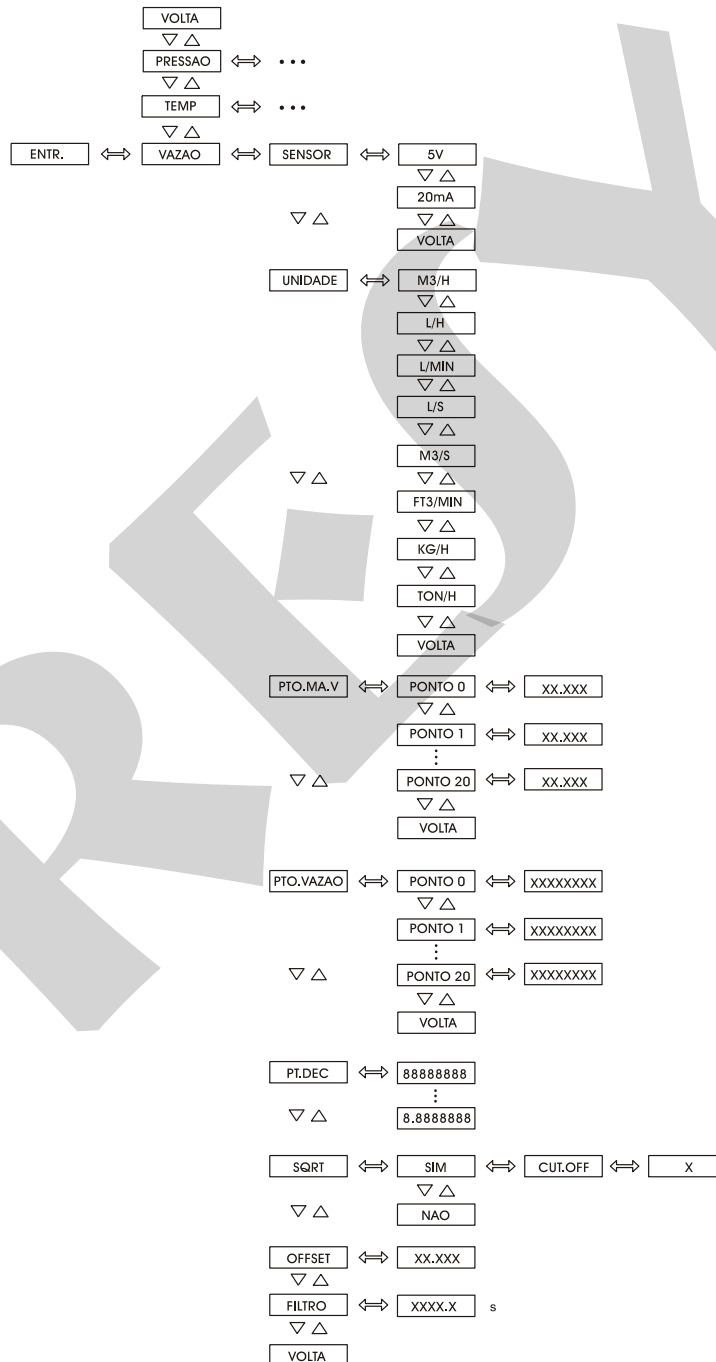 VOLTA
PRESSAO • • •
TEMP • • •
ENTR. VAZAO SENSOR 5V
20mA
VOLTA
UNIDADE M3/H
L/H
L/MIN
L/S
M3/S
FT3/MIN
KG/H
TON/H
VOLTA
PTO.MA.V PONTO 0 XX.XXX
PONTO 1 XX.XXX
PONTO 20 XX.XXX
VOLTA
PTO.VAZAO PONTO 0 XXXXXXXX
PONTO 1 XXXXXXXX
PONTO 20 XXXXXXXX
VOLTA
PT.DEC 88888888
8.8888888
SQRT SIM CUT.OFF X
NAO
OFFSET XX.XXX
FILTRO XXXX.X s
VOLTA
PRESY